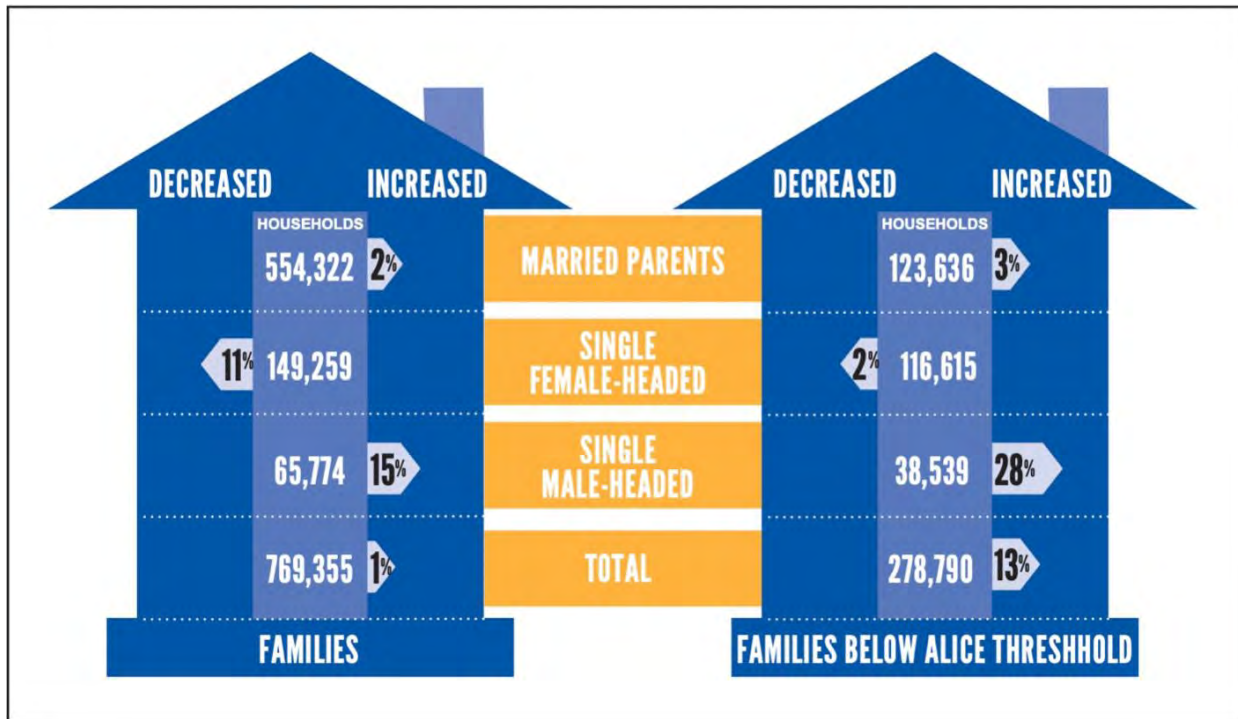 DECREASED
INCREASED
DECREASED
INCREASED
HOUSEHOLDS
HOUSEHOLDS
554,322
2%
MARRIED PARENTS
123,636
3%
11%
149,259
SINGLE
FEMALE-HEADED
2%
116,615
65,774
15%
SINGLE
MALE-HEADED
38,539
28%
769,355
1%
TOTAL
278,790
13%
FAMILIES
FAMILIES BELOW ALICE THRESHHOLD